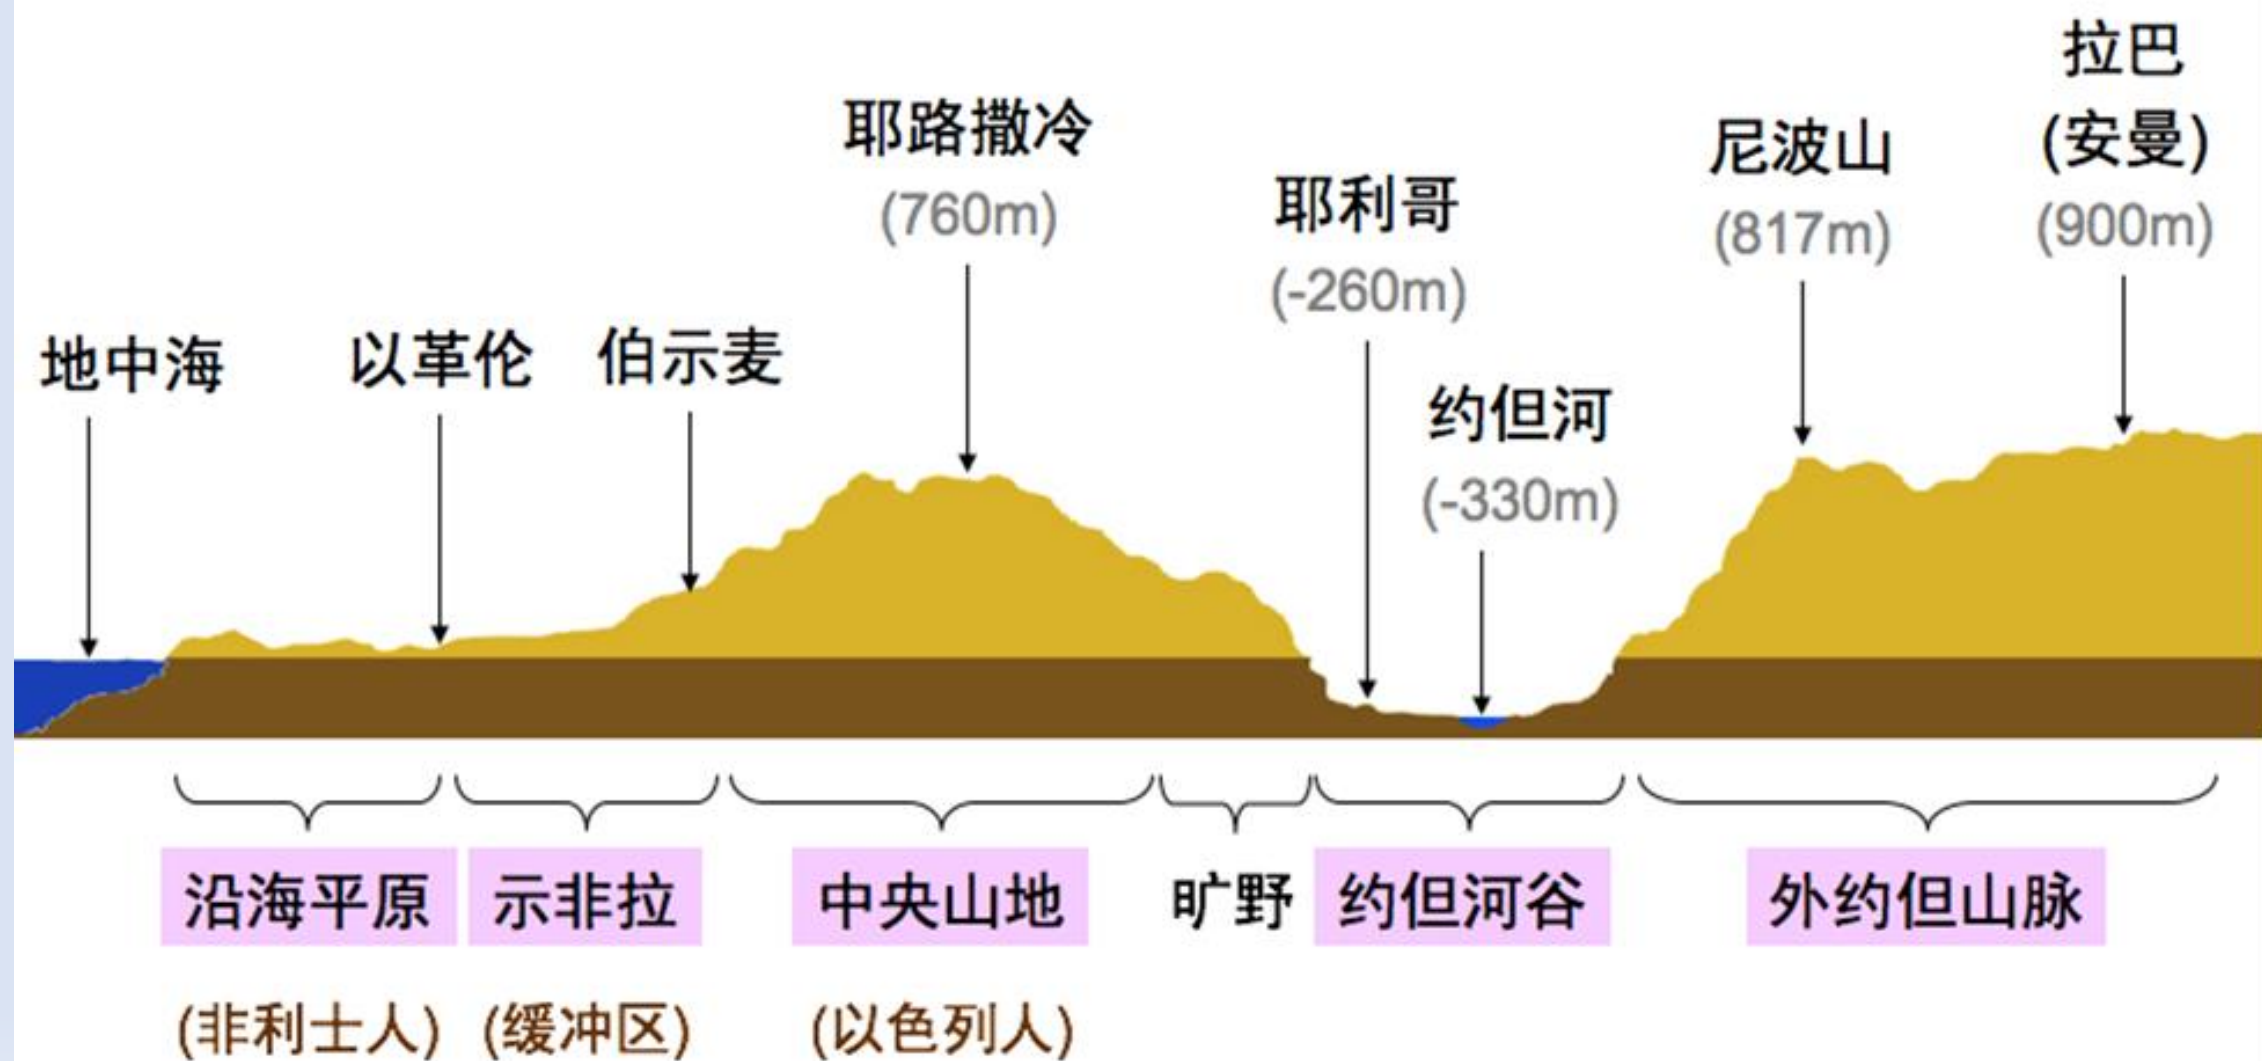 拉巴
(安曼)
(900m)
耶路撒冷
(760m)
尼波山
(817m)
耶利哥
(-260m)
地中海
以革伦
伯示麦
约但河
(-330m)
沿海平原
示非拉
中央山地
旷野
约但河谷
外约但山脉
(非利士人)
(缓冲区)
(以色列人)